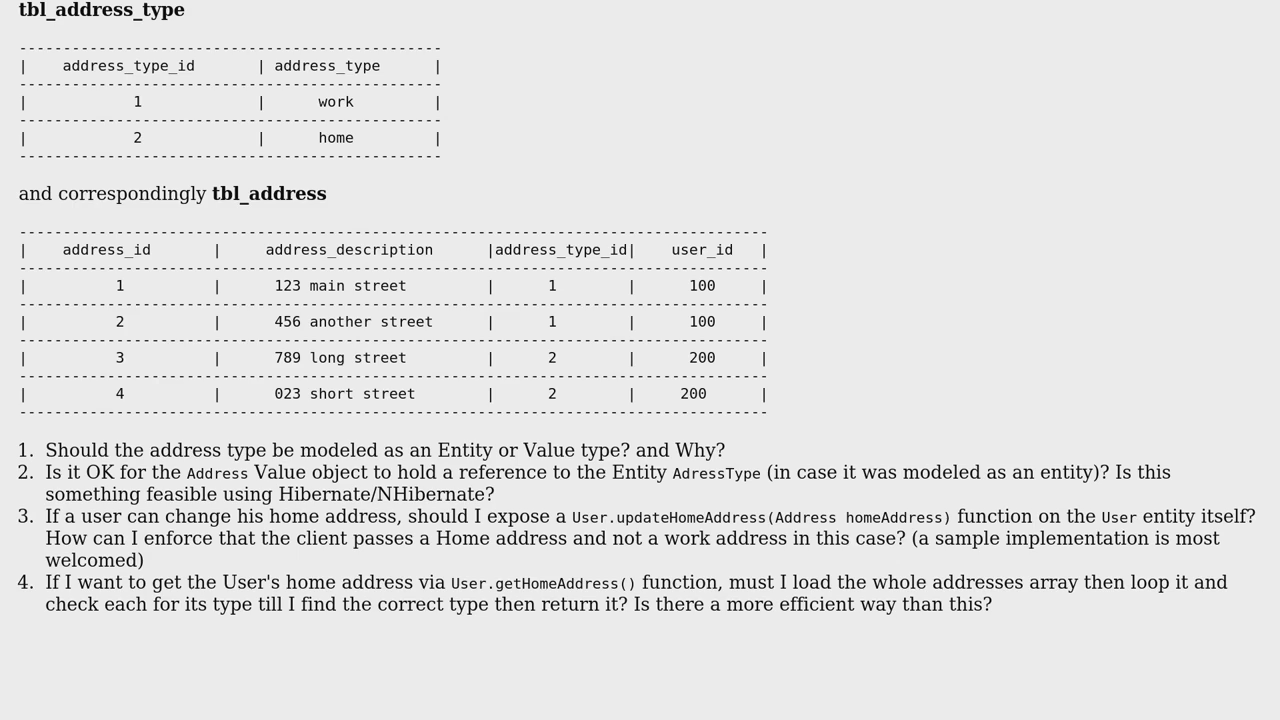 tbl_address_type
------------------------------------------------
|    address_type_id       | address_type      |
------------------------------------------------
|            1             |      work         |
------------------------------------------------
|            2             |      home         |
------------------------------------------------
and correspondingly tbl_address
-------------------------------------------------------------------------------------
|    address_id       |     address_description      |address_type_id|    user_id   |
-------------------------------------------------------------------------------------
|          1          |      123 main street         |      1        |      100     |
-------------------------------------------------------------------------------------
|          2          |      456 another street      |      1        |      100     |
-------------------------------------------------------------------------------------
|          3          |      789 long street         |      2        |      200     |
-------------------------------------------------------------------------------------
|          4          |      023 short street        |      2        |     200      |
-------------------------------------------------------------------------------------
1. Should the address type be modeled as an Entity or Value type? and Why?
2. Is it OK for the Address Value object to hold a reference to the Entity AdressType (in case it was modeled as an entity)? Is this
something feasible using Hibernate/NHibernate?
3. If a user can change his home address, should I expose a User.updateHomeAddress(Address homeAddress) function on the User entity itself?
How can I enforce that the client passes a Home address and not a work address in this case? (a sample implementation is most
welcomed)
4. If I want to get the User's home address via User.getHomeAddress() function, must I load the whole addresses array then loop it and
check each for its type till I find the correct type then return it? Is there a more efficient way than this?